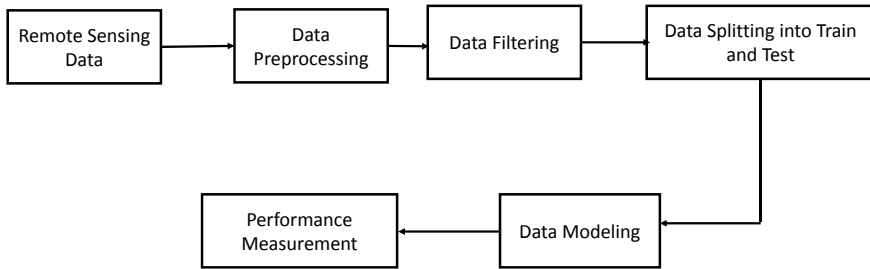 Remote Sensing
Data
Data
Preprocessing
Data Filtering
Data Splitting into Train
and Test
Performance
Measurement
Data Modeling